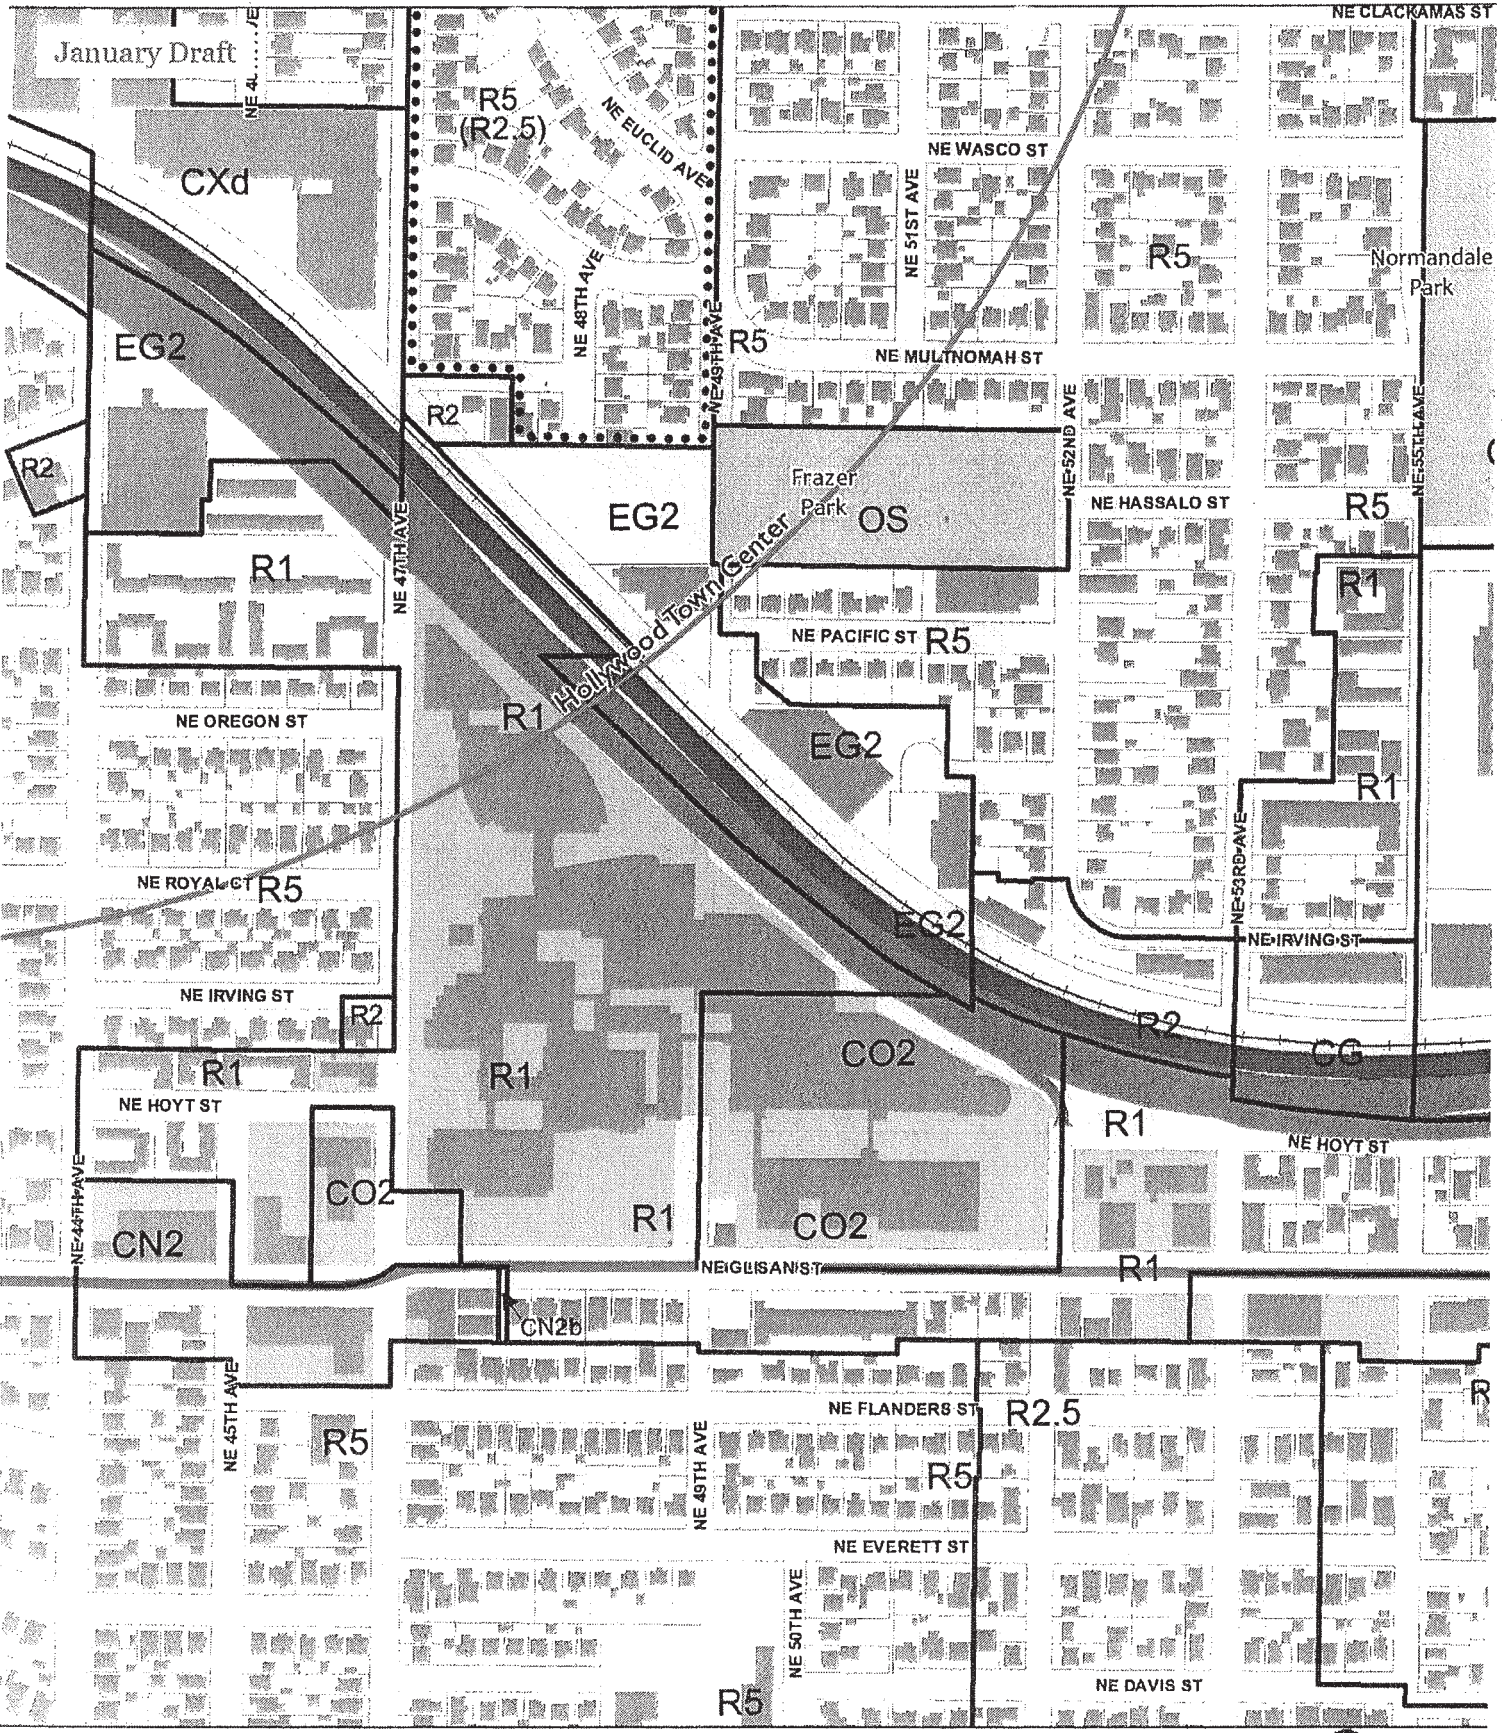 NE CLACKAMAS ST
January Draft
R5
(R2.5)
NE EUCLID AVE
NE WASCO ST
CXd
NE 51ST AVE
R5
Normandale
Park
NE 48TH AVE
EG2
R5
NE 49TH AVE
NE MULTNOMAH ST
R2
NE 52ND AVE
NE 55TH AVE
R2
Frazer
Park
OS
EG2
NE HASSALO ST
R5
NE 47TH AVE
R1
R1
Hollywood Town Center
NE PACIFIC ST
R5
R1
NE OREGON ST
EG2
R1
NE 53RD AVE
NE ROYAL CT
R5
EG2
NE IRVING ST
NE IRVING ST
R2
R2
CG
R1
R1
CO2
NE HOYT ST
R1
NE HOYT ST
NE 44TH AVE
CO2
R1
CO2
CN2
NE GLISAN ST
R1
CN2b
NE 45TH AVE
NE FLANDERS ST
R2.5
R5
NE 49TH AVE
R5
NE EVERETT ST
NE 50TH AVE
NE DAVIS ST
R5